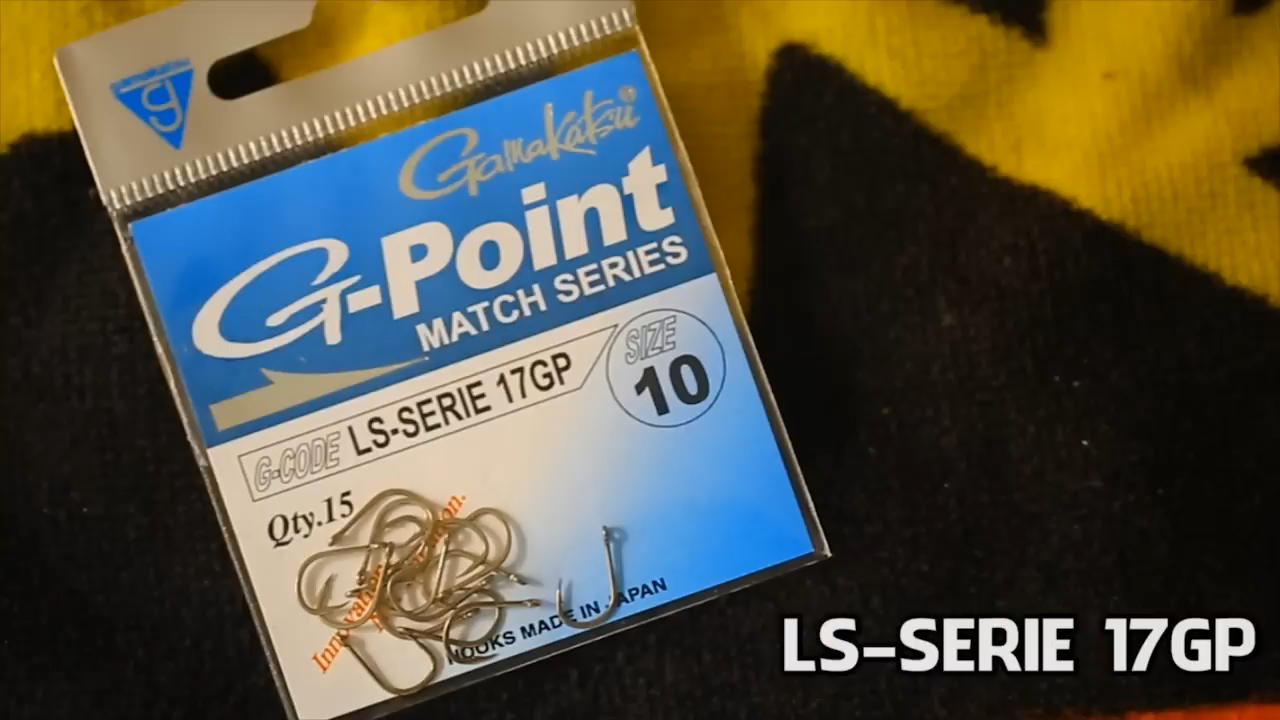 Gamakatsu®
G-Point
MATCH SERIES
SIZE
10
G-CODE LS-SERIE 17GP
Qty.15
HOOKS MADE IN JAPAN
LS-SERIE 17GP